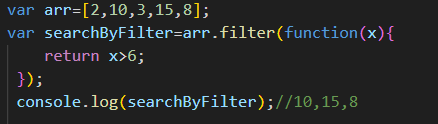 var arr=[2,10,3,15,8];
var searchByFilter=arr.filter(function(x){
    return x>6;
 });
 console.log(searchByFilter);//10,15,8